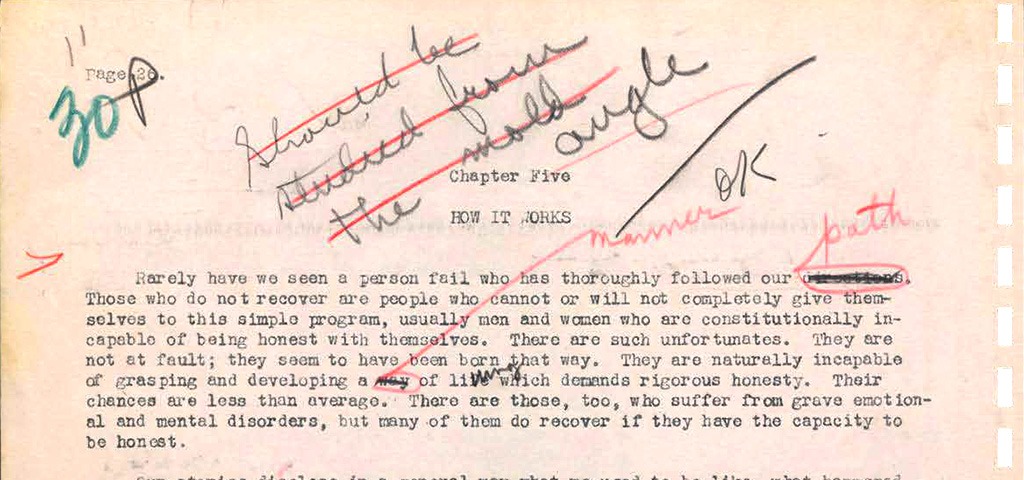 Page 26.
30
Should be
studied from
the mold
angle
OK
Chapter Five
HOW IT WORKS
manner
path
Rarely have we seen a person fail who has thoroughly followed our directions.
Those who do not recover are people who cannot or will not completely give them-
selves to this simple program, usually men and women who are constitutionally in-
capable of being honest with themselves.  There are such unfortunates.  They are
not at fault; they seem to have been born that way.  They are naturally incapable
of grasping and developing a way of living which demands rigorous honesty.  Their
chances are less than average.  There are those, too, who suffer from grave emotion-
al and mental disorders, but many of them do recover if they have the capacity to
be honest.